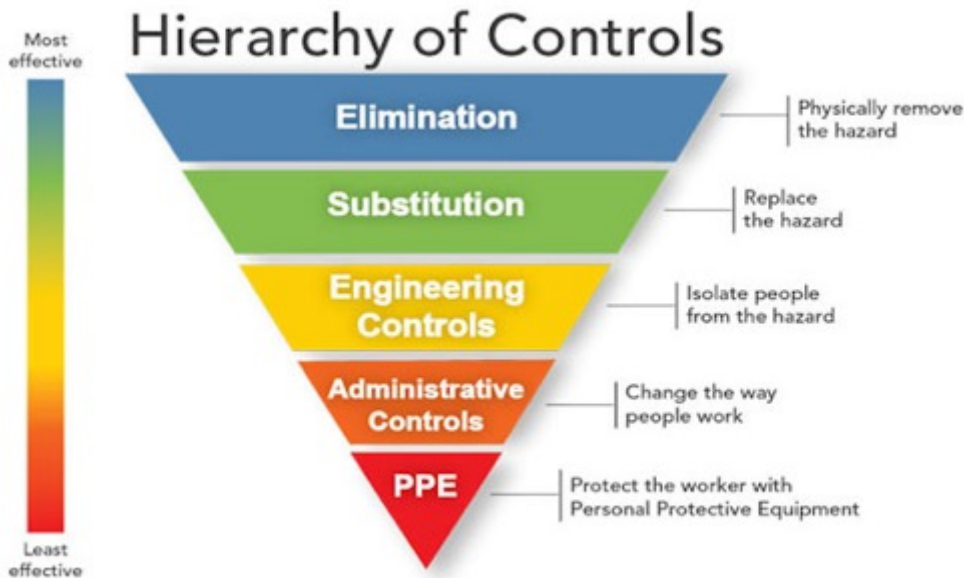 Hierarchy of Controls
Most
effective
Elimination
Physically remove
the hazard
Substitution
Replace
the hazard
Engineering
Controls
Isolate people
from the hazard
Administrative
Controls
Change the way
people work
PPE
Protect the worker with
Personal Protective Equipment
Least
effective